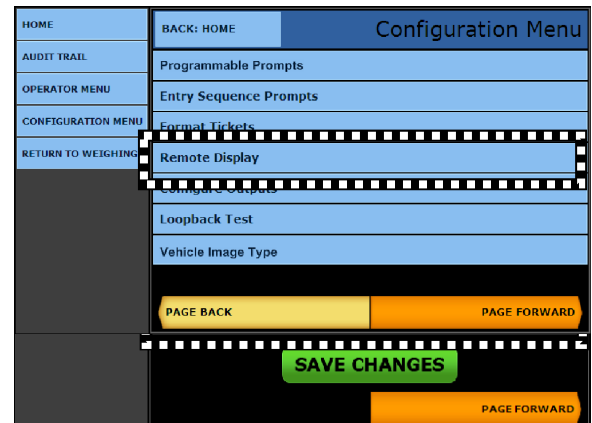 HOME
AUDIT TRAIL
OPERATOR MENU
CONFIGURATION MENU
RETURN TO WEIGHING
BACK: HOME
Configuration Menu
Programmable Prompts
Entry Sequence Prompts
Format Tickets
Remote Display
Configure Outputs
Loopback Test
Vehicle Image Type
PAGE BACK
PAGE FORWARD
SAVE CHANGES
PAGE FORWARD